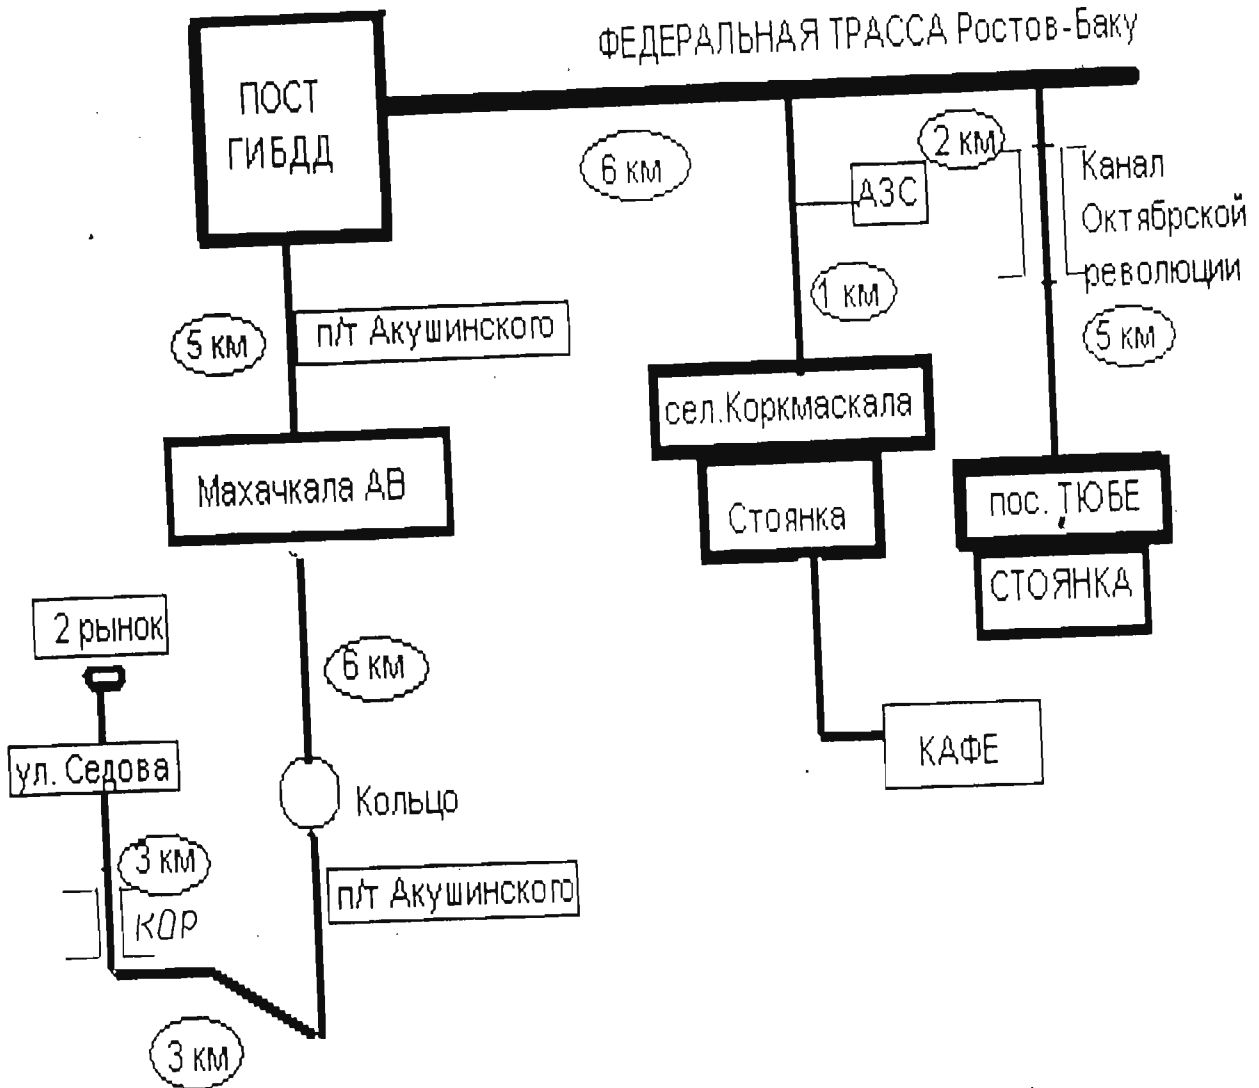 ФЕДЕРАЛЬНАЯ ТРАССА Ростов-Баку
ПОСТ
ГИБДД
6 км
2 км
АЗС
Канал
Октябрской
революции
1 км
5 км
п/т Акушинского
5 км
сел.Коркмаскала
Стоянка
Махачкала АВ
пос. ТЮБЕ
СТОЯНКА
2 рынок
6 км
ул. Седова
Кольцо
КАФЕ
3 км
КОР
п/т Акушинского
3 км